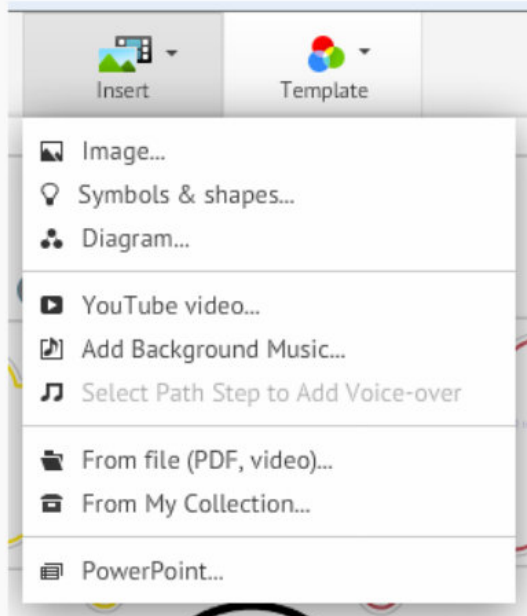 Insert
Template
Image...
Symbols & shapes...
Diagram...
YouTube video...
Add Background Music...
Select Path Step to Add Voice-over
From file (PDF, video)...
From My Collection...
PowerPoint...